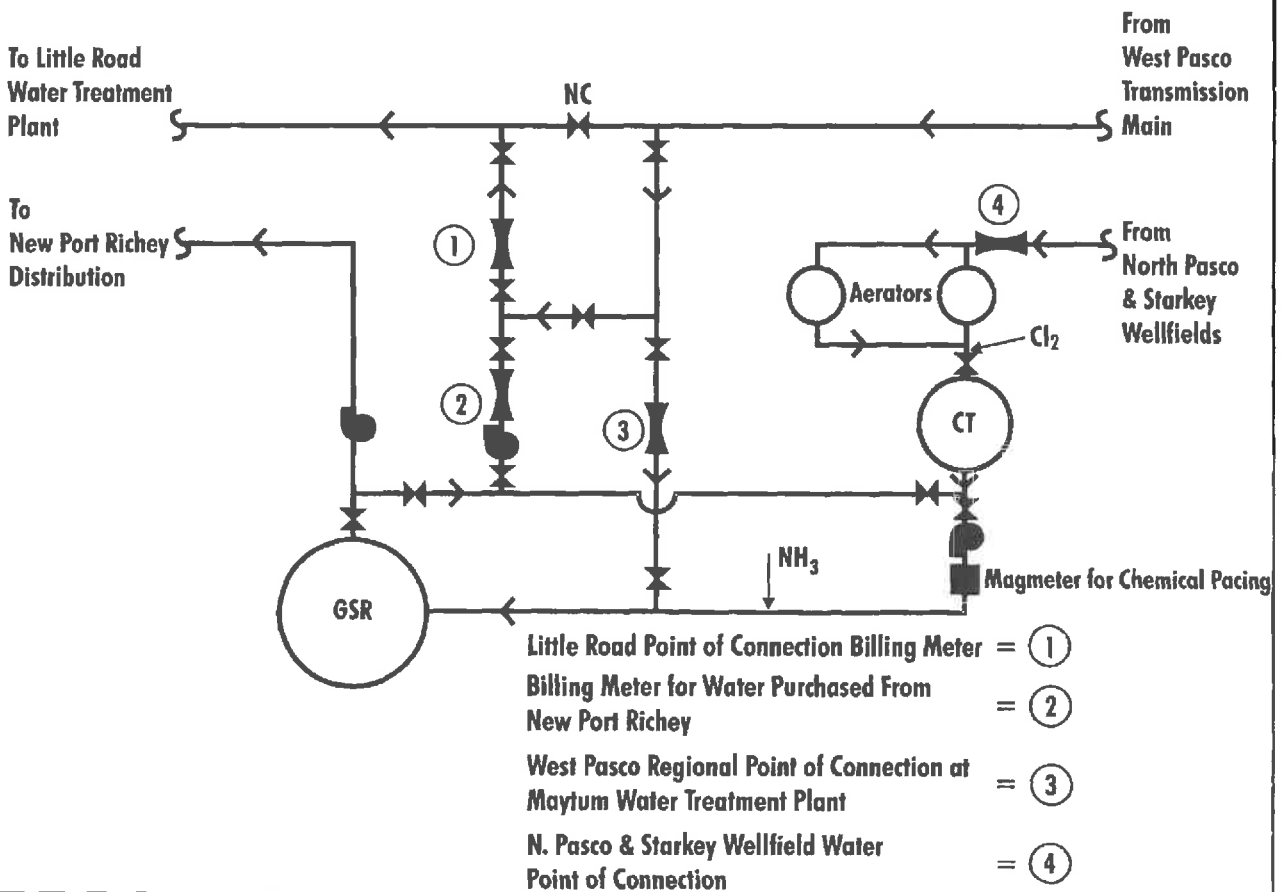 To Little Road
Water Treatment
Plant
NC
From
West Pasco
Transmission
Main
To
New Port Richey
Distribution
1
4
From
North Pasco
& Starkey
Wellfields
Aerators
Cl₂
2
3
CT
NH₃
Magmeter for Chemical Pacing
GSR
Little Road Point of Connection Billing Meter = 1
Billing Meter for Water Purchased From
New Port Richey = 2
West Pasco Regional Point of Connection at
Maytum Water Treatment Plant = 3
N. Pasco & Starkey Wellfield Water
Point of Connection = 4